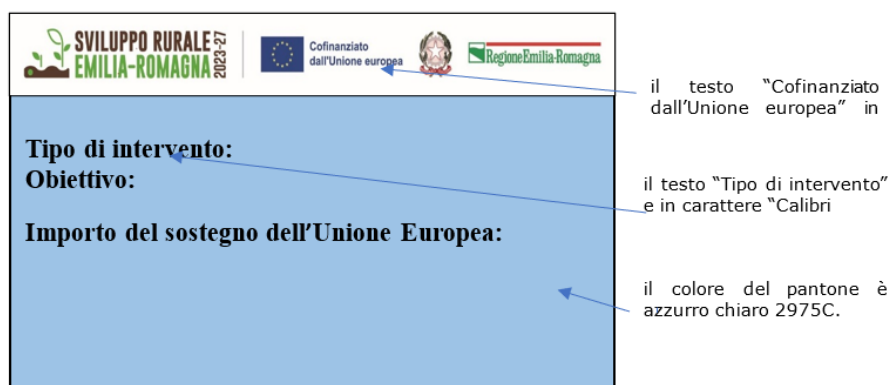 SVILUPPO RURALE
EMILIA-ROMAGNA
2023-27
Cofinanziato
dall'Unione europea
RegioneEmilia-Romagna
il testo “Cofinanziato
dall’Unione europea” in
Tipo di intervento:
Obiettivo:
il testo “Tipo di intervento”
e in carattere “Calibri
Importo del sostegno dell’Unione Europea:
il colore del pantone è
azzurro chiaro 2975C.